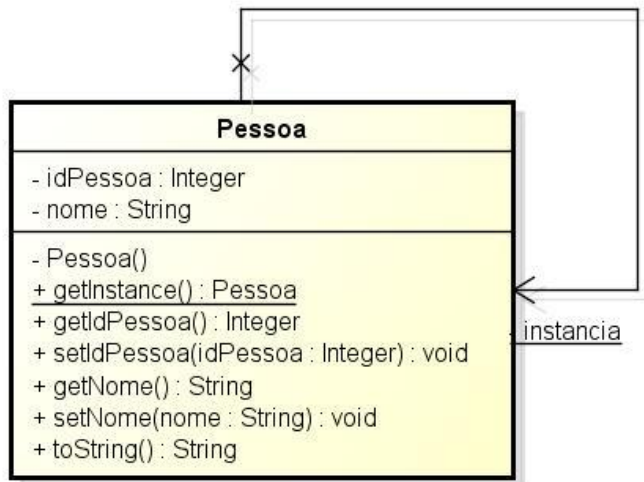 Pessoa
- idPessoa : Integer
- nome : String
- Pessoa()
+ getInstance() : Pessoa
+ getIdPessoa() : Integer
- instancia
+ setIdPessoa(idPessoa : Integer) : void
+ getNome() : String
+ setNome(nome : String) : void
+ toString() : String